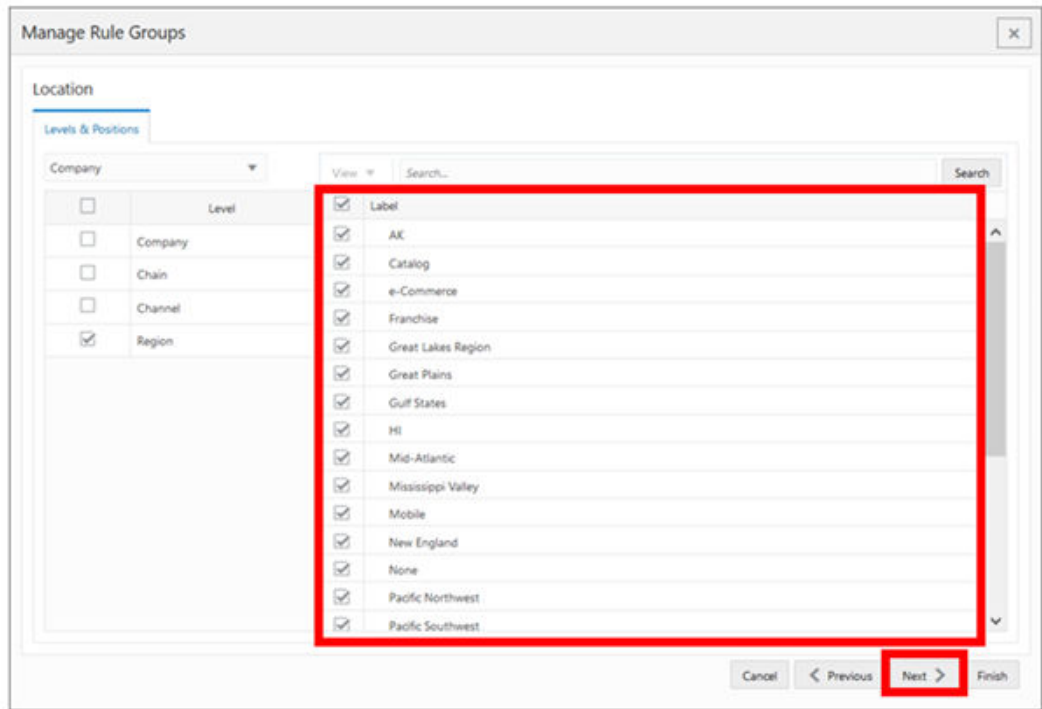 Manage Rule Groups
Location
Levels & Positions
Company
View
Search...
Search
Level
Company
Chain
Channel
Region
Label
AK
Catalog
e-Commerce
Franchise
Great Lakes Region
Great Plains
Gulf States
HI
Mid-Atlantic
Mississippi Valley
Mobile
New England
None
Pacific Northwest
Pacific Southwest
Cancel
Previous
Next
Finish